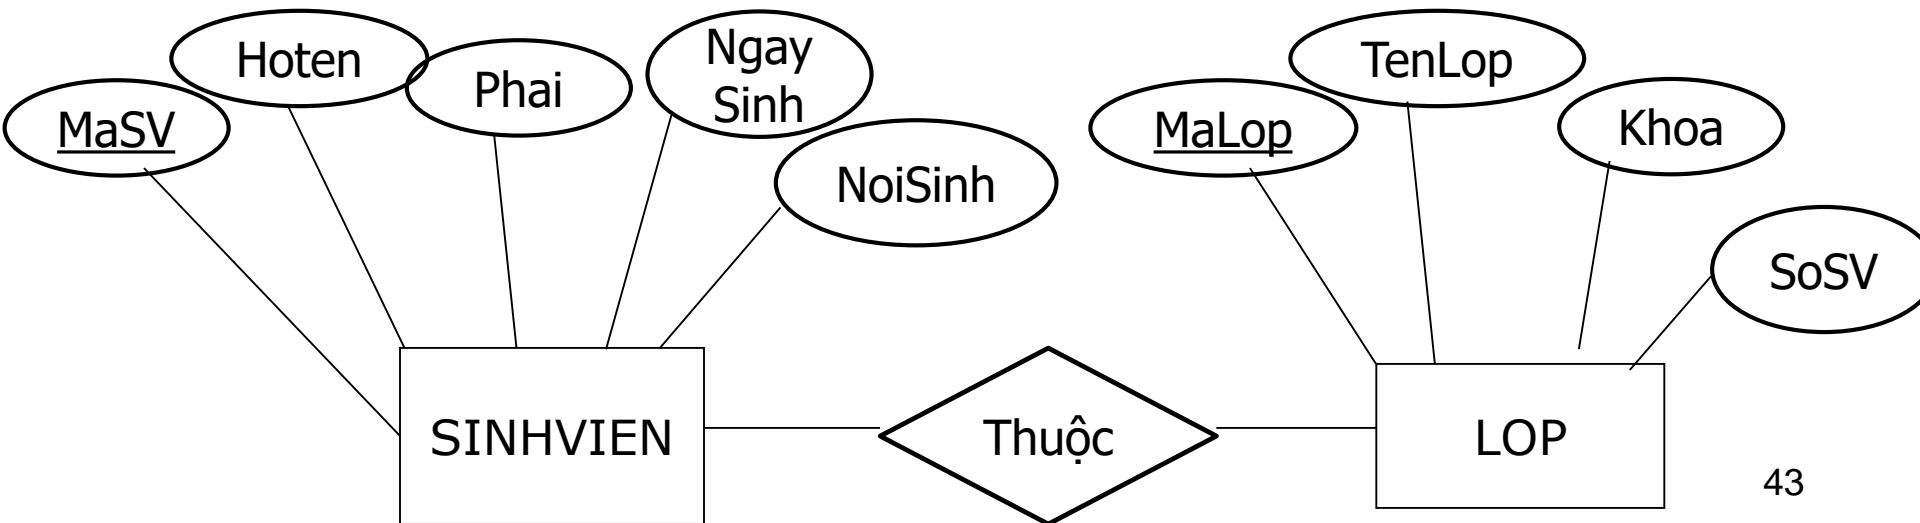 MaSV
Hoten
Phai
Ngay
Sinh
NoiSinh
MaLop
TenLop
Khoa
SoSV
SINHVIEN
Thuộc
LOP
43